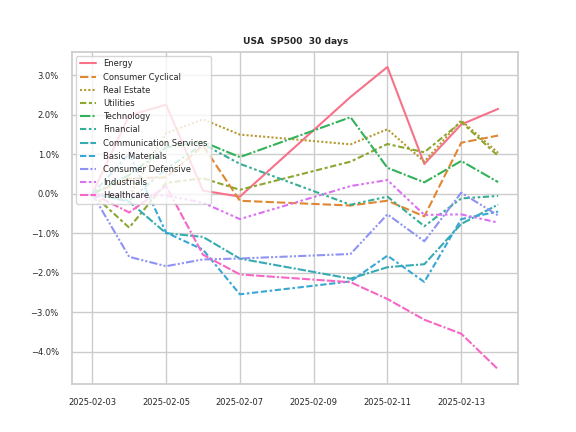 USA SP500 30 days
Energy
Consumer Cyclical
Real Estate
Utilities
Technology
Financial
Communication Services
Basic Materials
Consumer Defensive
Industrials
Healthcare
3.0%
2.0%
1.0%
0.0%
−1.0%
−2.0%
−3.0%
−4.0%
2025-02-03
2025-02-05
2025-02-07
2025-02-09
2025-02-11
2025-02-13